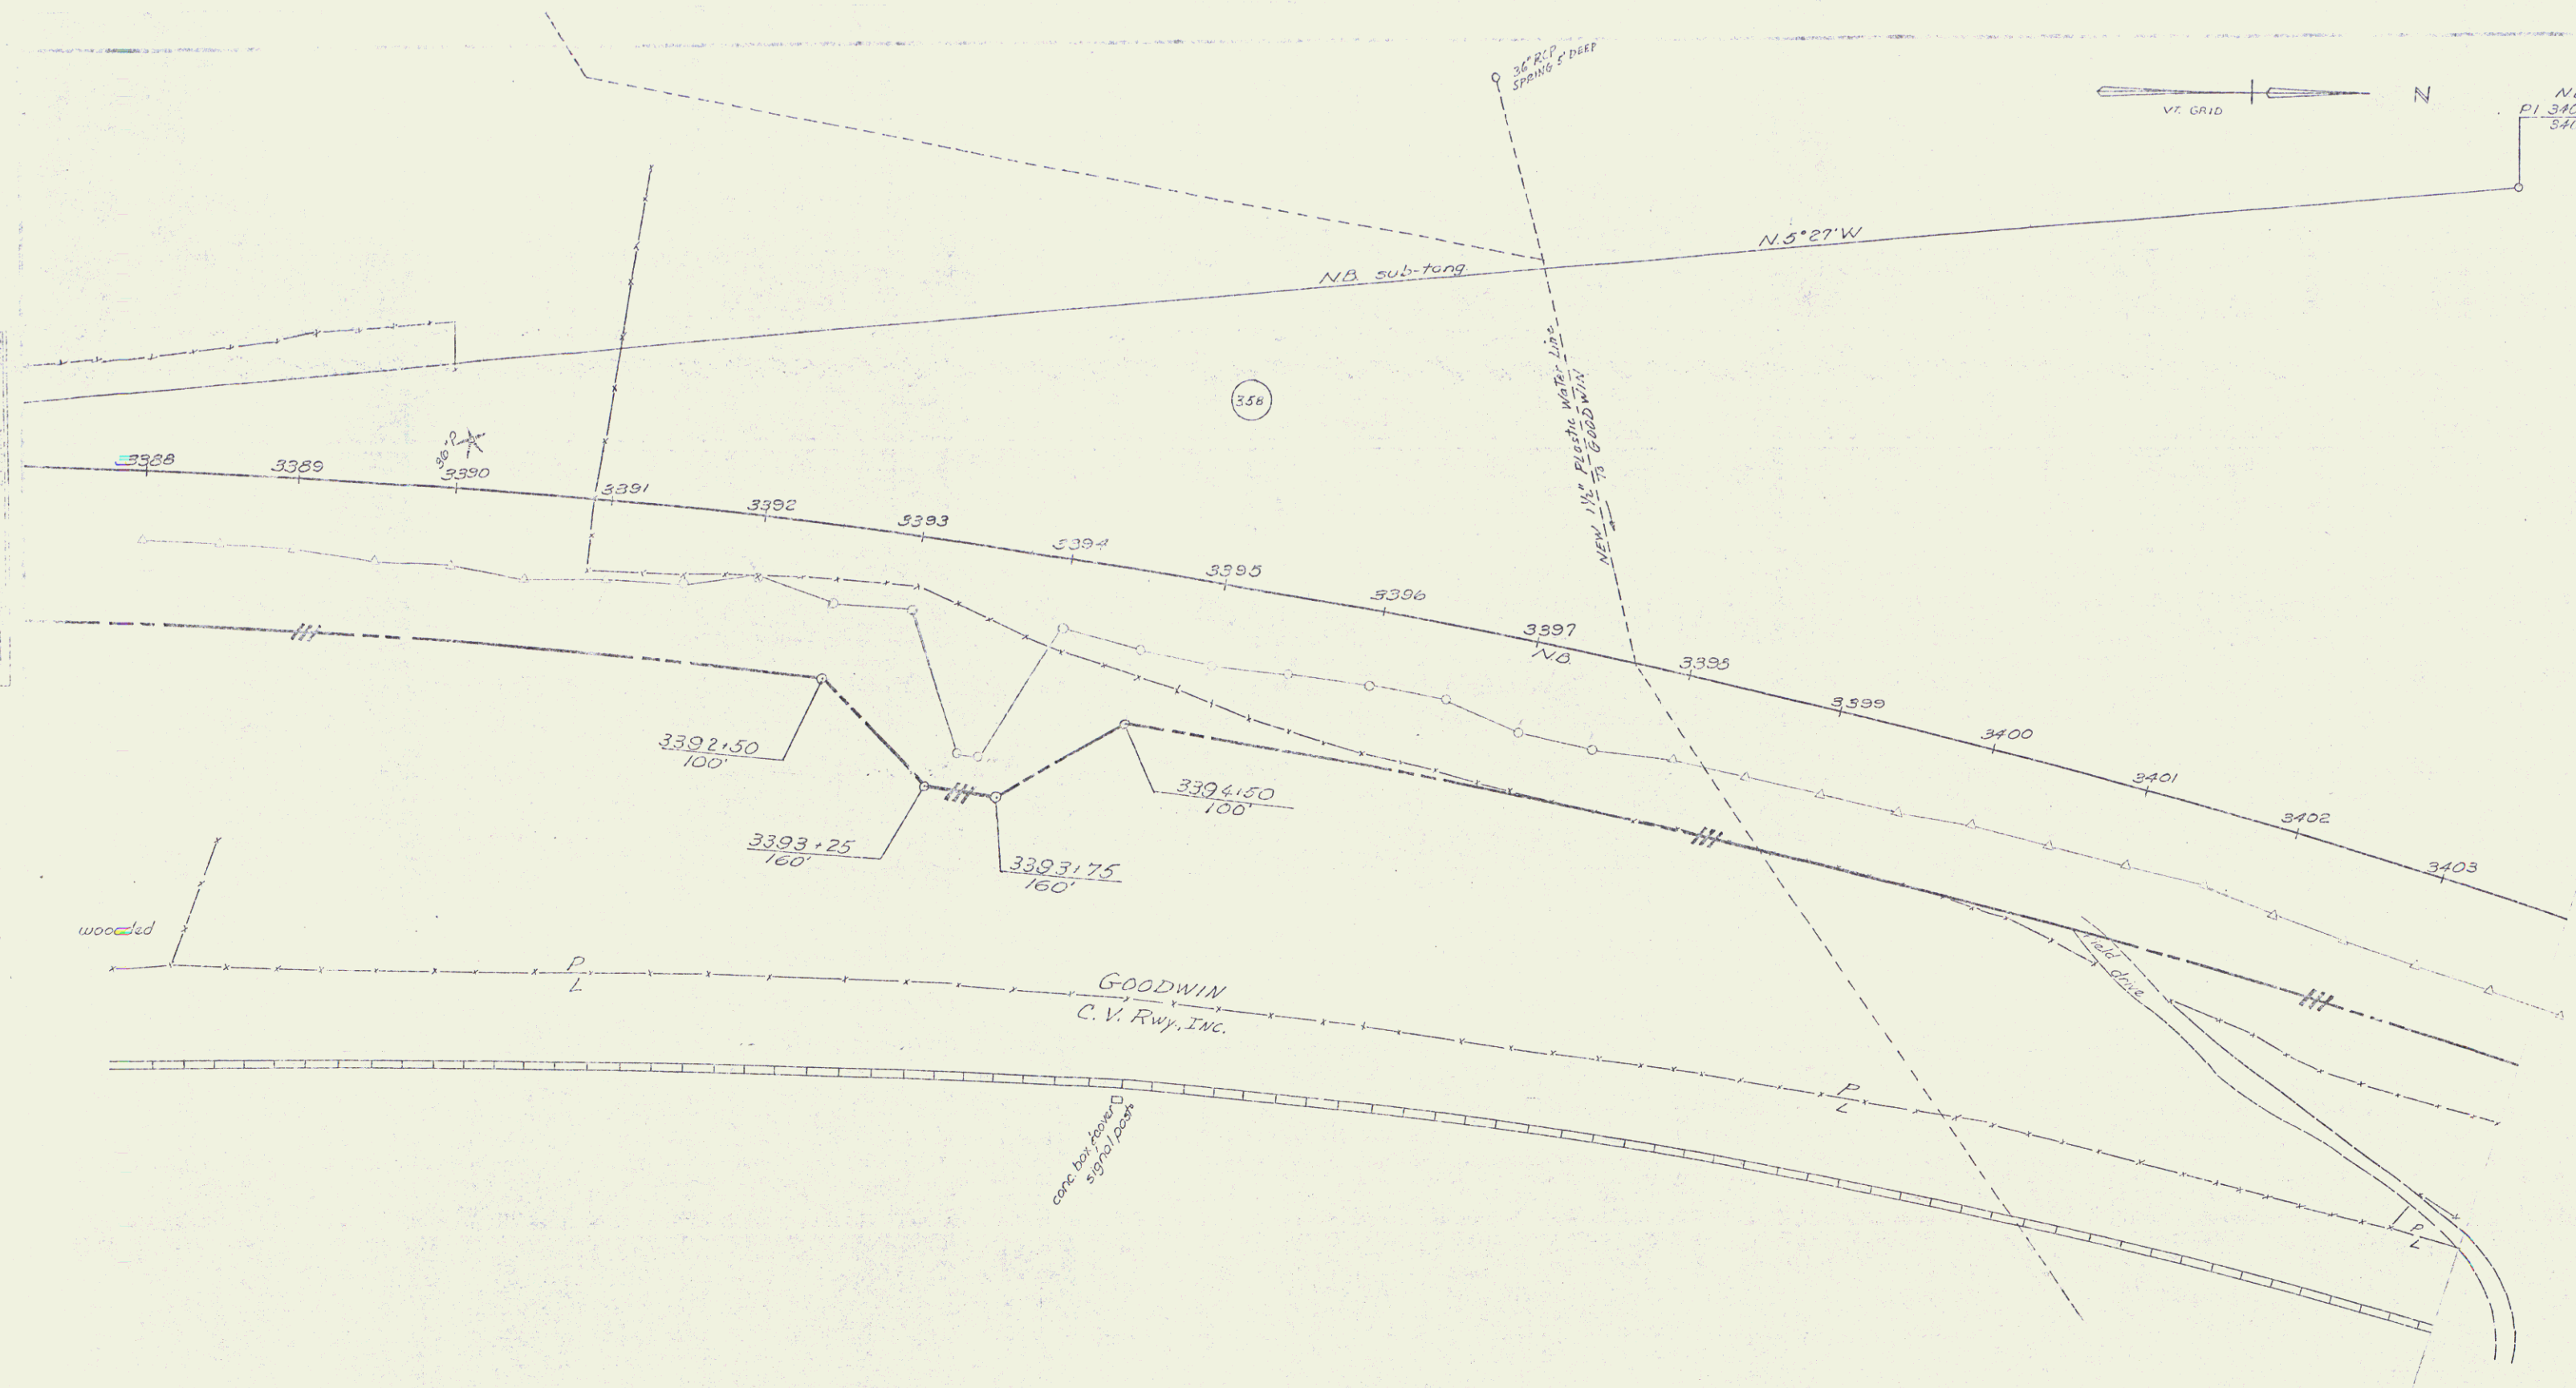 36" RCP
SPRING 5' DEEP
VT. GRID
N
PI 340
340
N. 5° 27' W
N.B. sub-tang.
358
NEW 1½" PLastic WaTer Line
To GOODWIN
36-P
3388
3389
3390
3391
3392
3393
3394
3395
3396
3397
N.B.
3398
3399
3400
3401
3402
3403
3392+50
100'
3393+25
160'
3393+75
160'
3394+50
100'
wooded
P
L
GOODWIN
C. V. Rwy., INC.
Field drive
P
L
P
L
conc. box & cover
signal posts